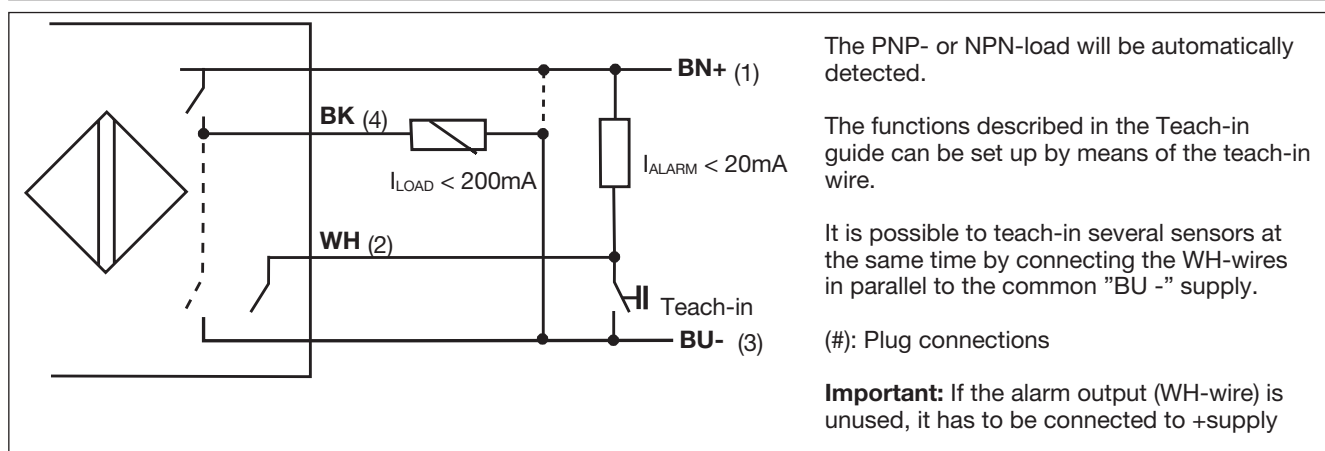 BN+ (1)
BK (4)
I_LOAD < 200mA
I_ALARM < 20mA
WH (2)
Teach-in
BU- (3)
The PNP- or NPN-load will be automatically
detected.
The functions described in the Teach-in
guide can be set up by means of the teach-in
wire.
It is possible to teach-in several sensors at
the same time by connecting the WH-wires
in parallel to the common ”BU -” supply.
(#): Plug connections
Important: If the alarm output (WH-wire) is
unused, it has to be connected to +supply